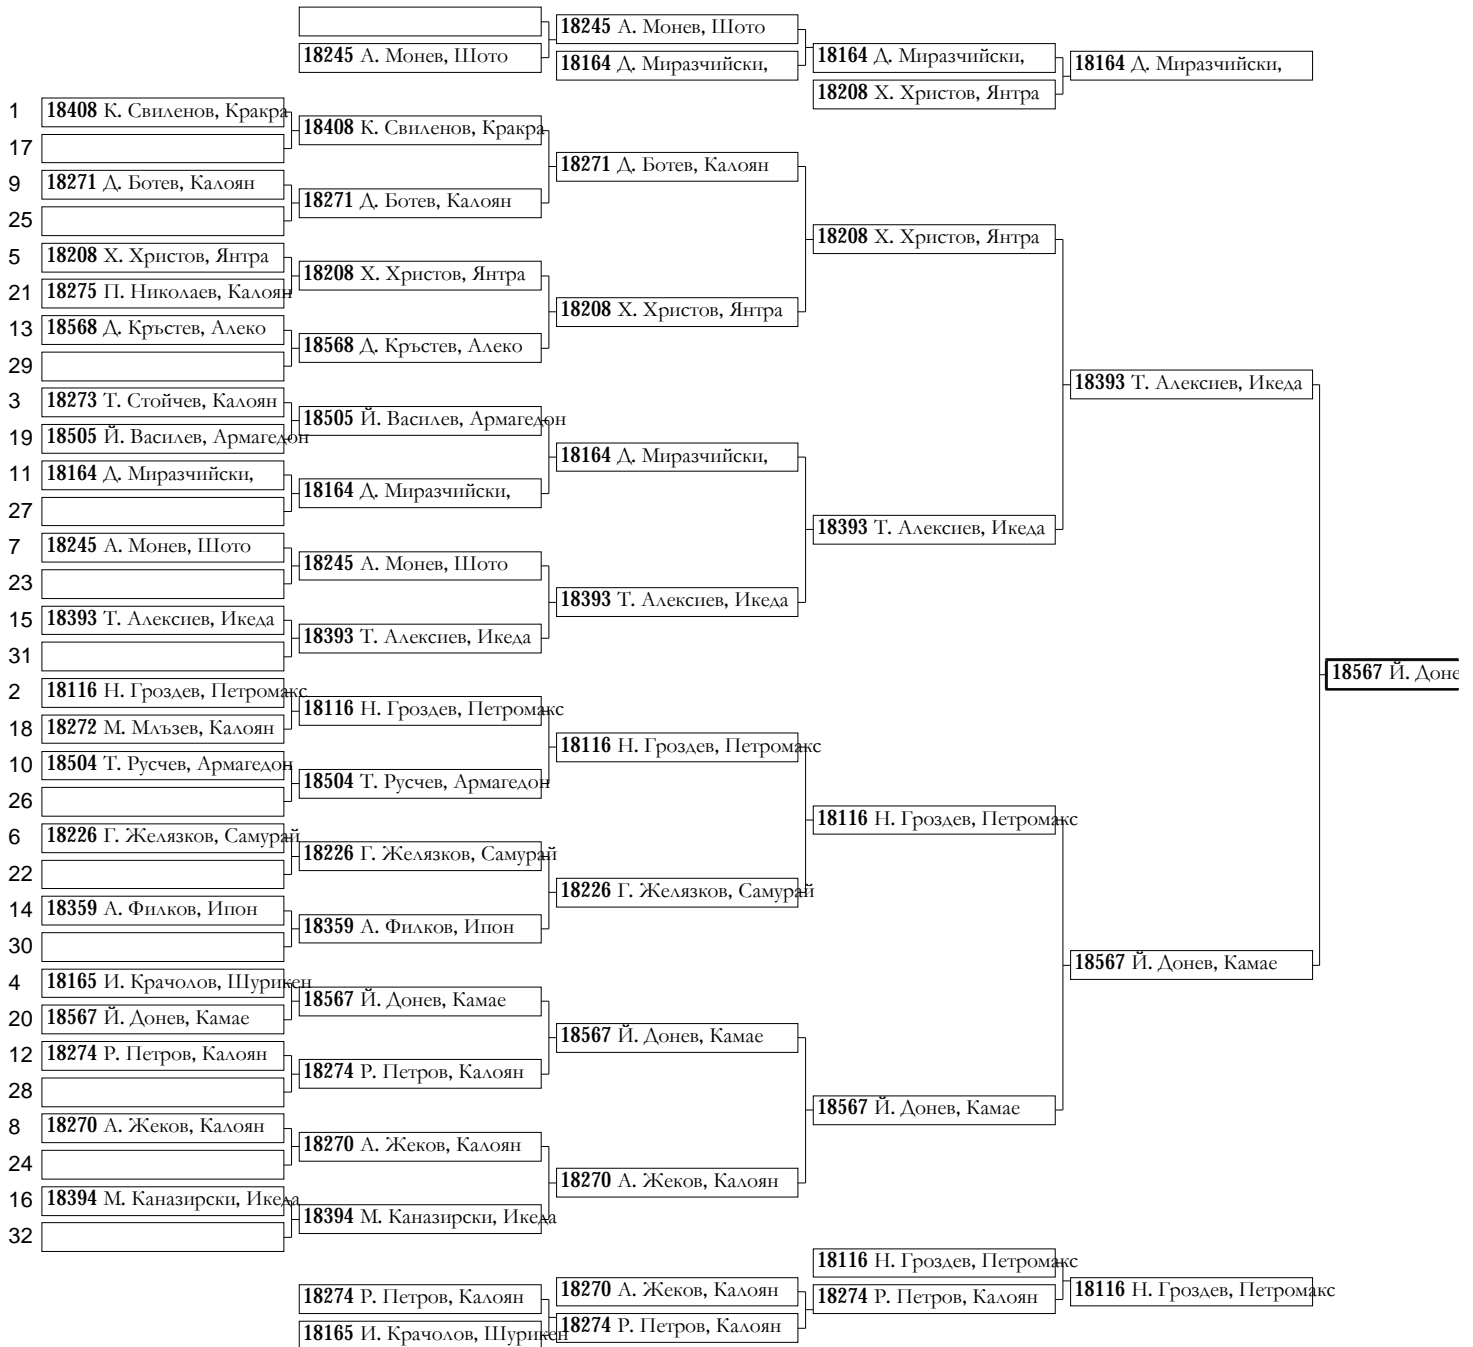 18245 А. Монев, Шото
18245 А. Монев, Шото
18164 Д. Миразчийски,
18164 Д. Миразчийски,
18208 Х. Христов, Янтра
18164 Д. Миразчийски,
1 18408 К. Свиленов, Кракра
17
9 18271 Д. Ботев, Калоян
25
5 18208 Х. Христов, Янтра
21 18275 П. Николаев, Калоян
13 18568 Д. Кръстев, Алеко
29
3 18273 Т. Стойчев, Калоян
19 18505 Й. Василев, Армагедон
11 18164 Д. Миразчийски,
27
7 18245 А. Монев, Шото
23
15 18393 Т. Алексиев, Икеда
31
2 18116 Н. Гроздев, Петромакс
18 18272 М. Млъзев, Калоян
10 18504 Т. Русчев, Армагедон
26
6 18226 Г. Желязков, Самурай
22
14 18359 А. Филков, Ипон
30
4 18165 И. Крачолов, Шурикен
20 18567 Й. Донев, Камае
12 18274 Р. Петров, Калоян
28
8 18270 А. Жеков, Калоян
24
16 18394 М. Каназирски, Икеда
32
18408 К. Свиленов, Кракра
18271 Д. Ботев, Калоян
18208 Х. Христов, Янтра
18568 Д. Кръстев, Алеко
18505 Й. Василев, Армагедон
18164 Д. Миразчийски,
18245 А. Монев, Шото
18393 Т. Алексиев, Икеда
18116 Н. Гроздев, Петромакс
18504 Т. Русчев, Армагедон
18226 Г. Желязков, Самурай
18359 А. Филков, Ипон
18567 Й. Донев, Камае
18274 Р. Петров, Калоян
18270 А. Жеков, Калоян
18394 М. Каназирски, Икеда
18271 Д. Ботев, Калоян
18208 Х. Христов, Янтра
18164 Д. Миразчийски,
18393 Т. Алексиев, Икеда
18116 Н. Гроздев, Петромакс
18226 Г. Желязков, Самурай
18567 Й. Донев, Камае
18270 А. Жеков, Калоян
18208 Х. Христов, Янтра
18393 Т. Алексиев, Икеда
18116 Н. Гроздев, Петромакс
18567 Й. Донев, Камае
18393 Т. Алексиев, Икеда
18567 Й. Донев, Камае
18567 Й. Доне
18274 Р. Петров, Калоян
18165 И. Крачолов, Шурикен
18270 А. Жеков, Калоян
18274 Р. Петров, Калоян
18116 Н. Гроздев, Петромакс
18274 Р. Петров, Калоян
18116 Н. Гроздев, Петромакс